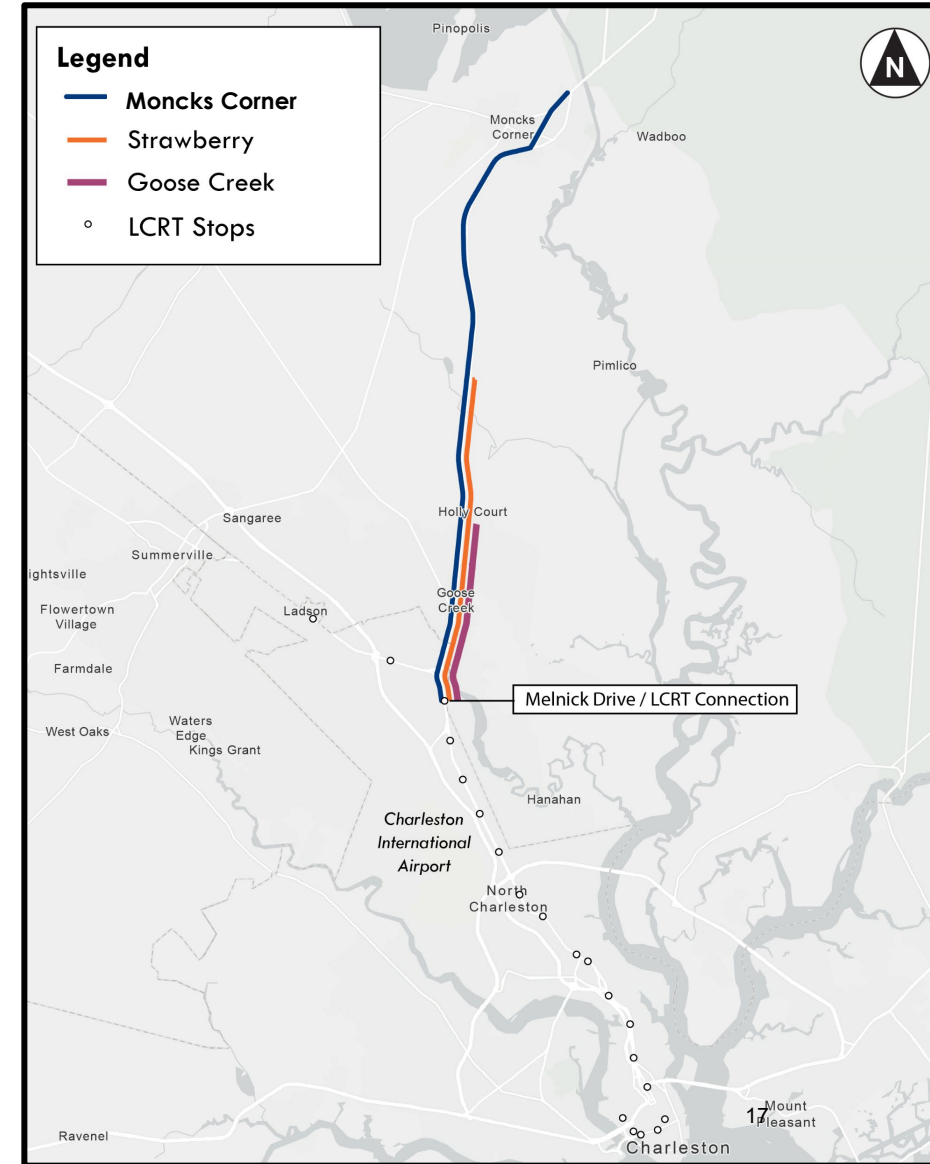 Legend
Moncks Corner
Strawberry
Goose Creek
LCRT Stops
N
Pinopolis
Moncks
Corner
Wadboo
Pimlico
Holly Court
Sangaree
Summerville
ightsville
Goose
Creek
Flowertown
Village
Ladson
Farmdale
Melnick Drive / LCRT Connection
Waters
Edge
West Oaks
Kings Grant
Hanahan
Charleston
International
Airport
North
Charleston
17
Mount
Pleasant
Ravenel
Charleston